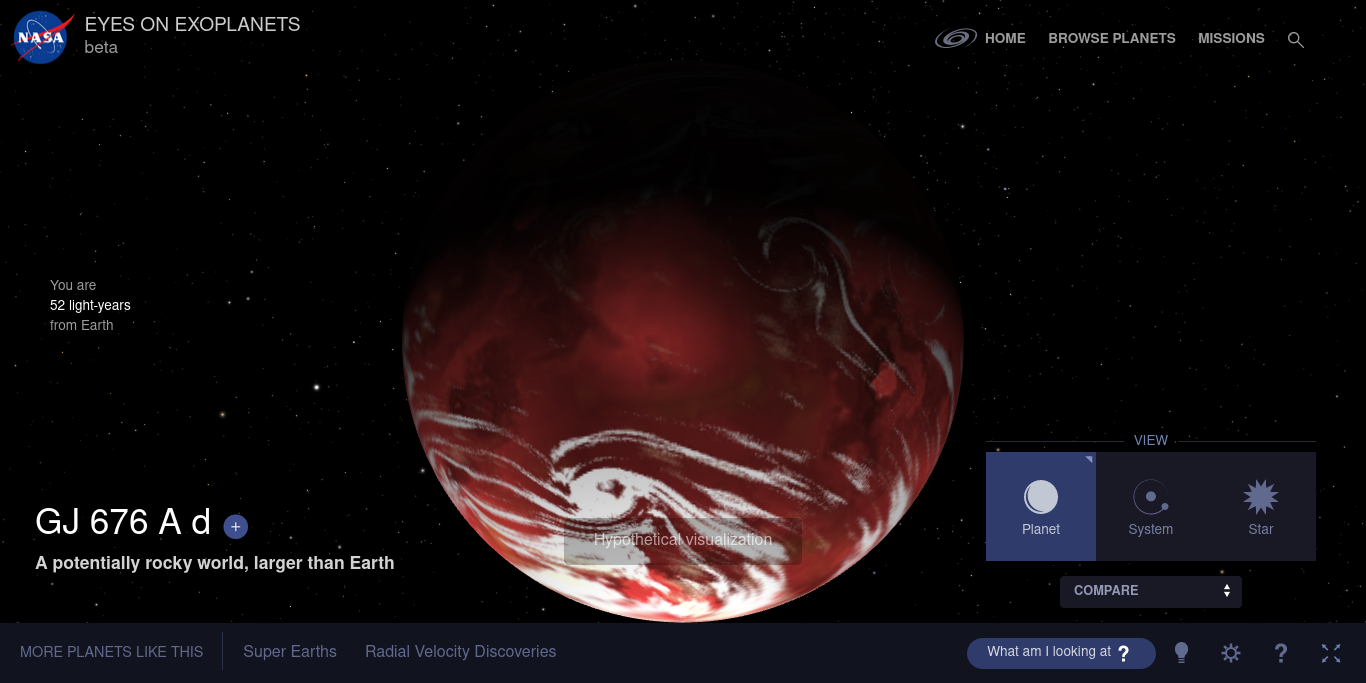 NASA
EYES ON EXOPLANETS
beta
HOME
BROWSE PLANETS
MISSIONS
You are
52 light-years
from Earth
VIEW
Planet
System
Star
COMPARE
GJ 676 A d +
A potentially rocky world, larger than Earth
Hypothetical visualization
MORE PLANETS LIKE THIS
Super Earths
Radial Velocity Discoveries
What am I looking at ?
?